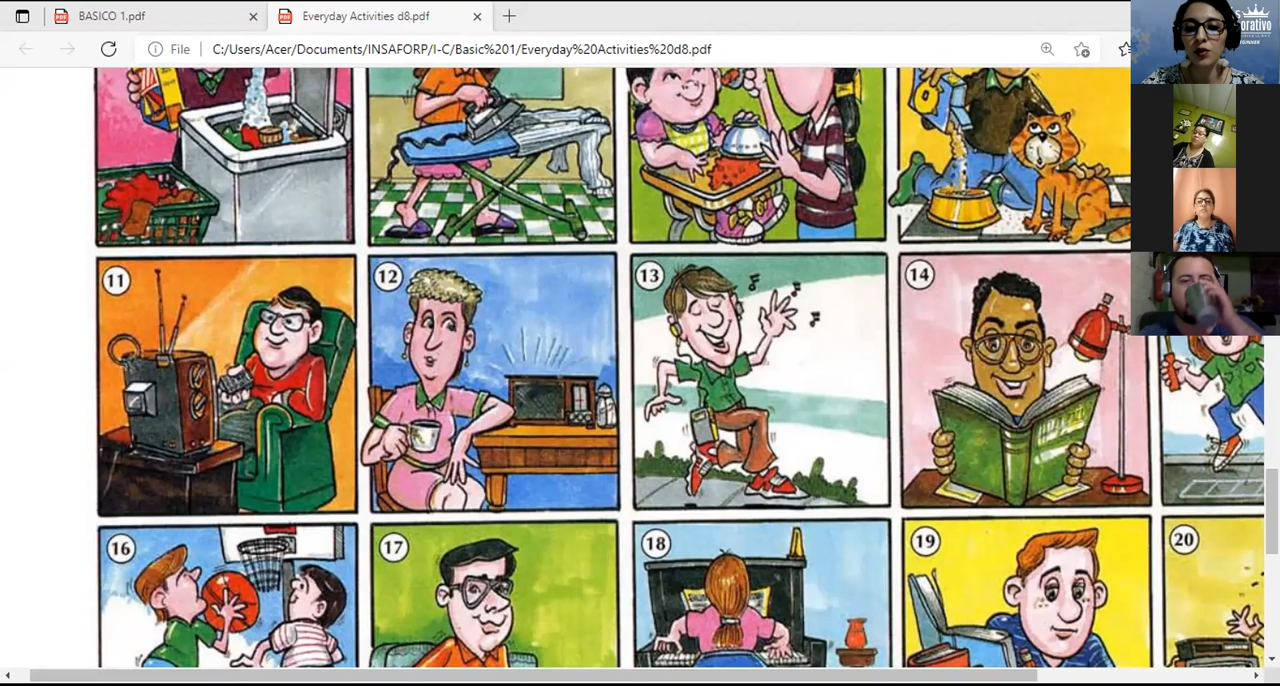 BASICO 1.pdf
Everyday Activities d8.pdf
File
C:/Users/Acer/Documents/INSAFORP/I-C/Basic%201/Everyday%20Activities%20d8.pdf
11
12
13
14
16
17
18
19
20